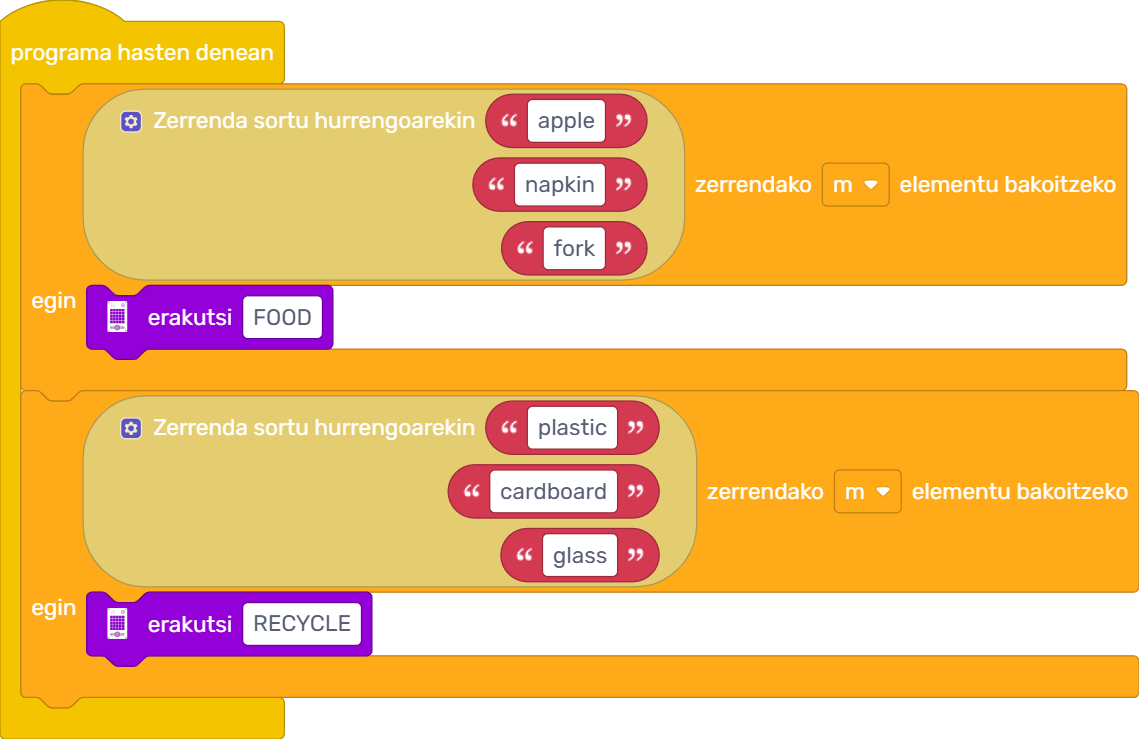 programa hasten denean
Zerrenda sortu hurrengoarekin “ apple ”
“ napkin ” zerrendako m elementu bakoitzeko
“ fork ”
egin erakutsi FOOD
Zerrenda sortu hurrengoarekin “ plastic ”
“ cardboard ” zerrendako m elementu bakoitzeko
“ glass ”
egin erakutsi RECYCLE